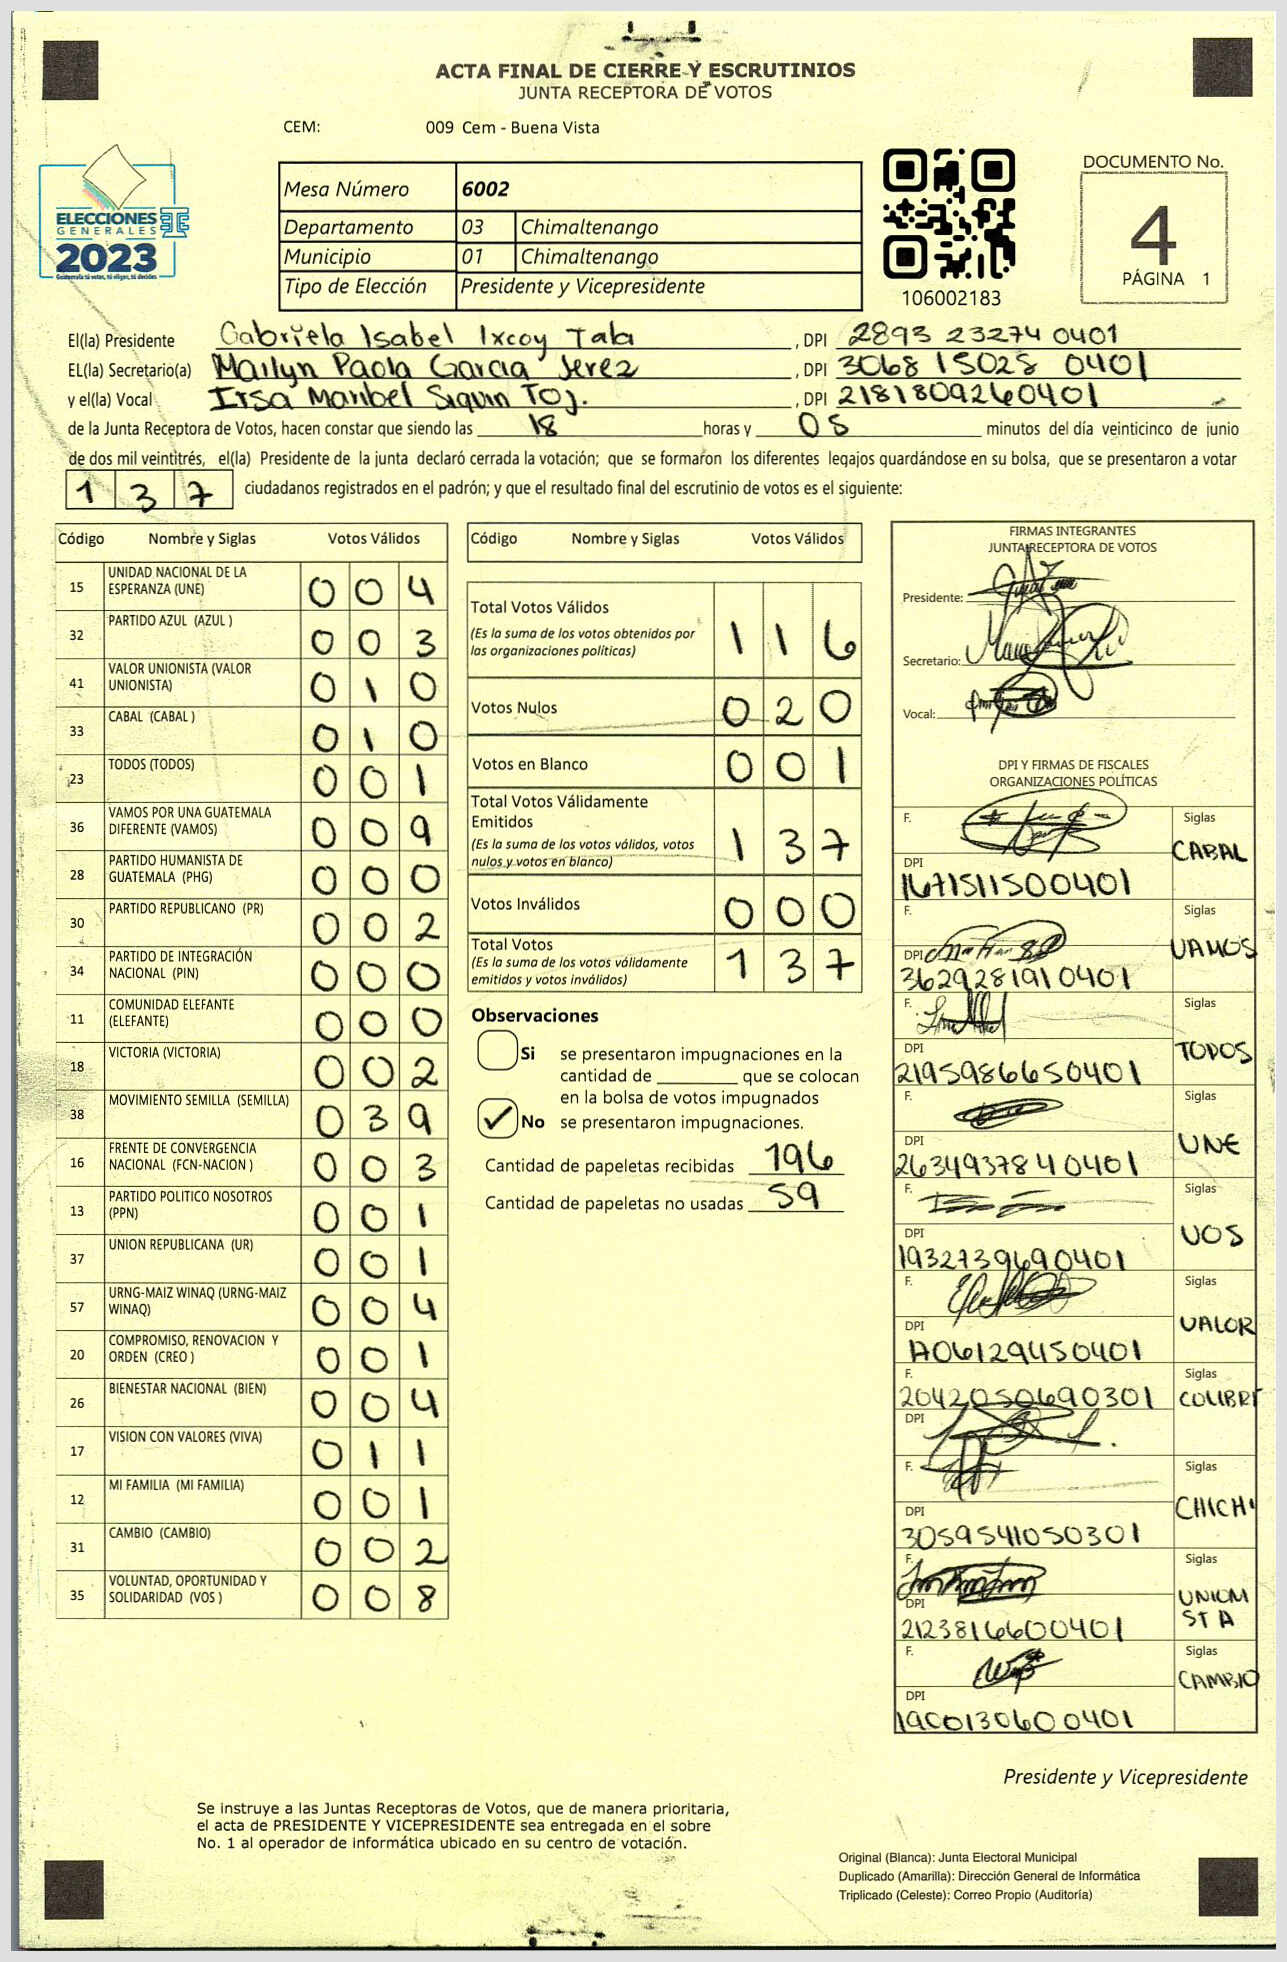 ACTA FINAL DE CIERRE Y ESCRUTINIOS
JUNTA RECEPTORA DE VOTOS
CEM: 009 Cem - Buena Vista
ELECCIONES
GENERALES
2023
Guatemala tú votas, tú eliges, tú decides
Mesa Número 6002
Departamento 03 Chimaltenango
Municipio 01 Chimaltenango
Tipo de Elección Presidente y Vicepresidente
106002183
DOCUMENTO No.
4
PÁGINA 1
El(la) Presidente Gabriela Isabel Ixcoy Tala, DPI 2893 23274 0401
EL(la) Secretario(a) Mailyn Paola Garcia Jerez, DPI 3068 15028 0401
y el(la) Vocal Irsa Maribel Siquin Toj., DPI 2181809260401
de la Junta Receptora de Votos, hacen constar que siendo las 18 horas y 05 minutos del día veinticinco de junio
de dos mil veintitrés, el(la) Presidente de la junta declaró cerrada la votación; que se formaron los diferentes legajos guardándose en su bolsa, que se presentaron a votar
137 ciudadanos registrados en el padrón; y que el resultado final del escrutinio de votos es el siguiente:
Código Nombre y Siglas Votos Válidos
15 UNIDAD NACIONAL DE LA ESPERANZA (UNE) 004
32 PARTIDO AZUL (AZUL ) 003
41 VALOR UNIONISTA (VALOR UNIONISTA) 010
33 CABAL (CABAL ) 010
23 TODOS (TODOS) 001
36 VAMOS POR UNA GUATEMALA DIFERENTE (VAMOS) 009
28 PARTIDO HUMANISTA DE GUATEMALA (PHG) 000
30 PARTIDO REPUBLICANO (PR) 002
34 PARTIDO DE INTEGRACIÓN NACIONAL (PIN) 000
11 COMUNIDAD ELEFANTE (ELEFANTE) 000
18 VICTORIA (VICTORIA) 002
38 MOVIMIENTO SEMILLA (SEMILLA) 039
16 FRENTE DE CONVERGENCIA NACIONAL (FCN-NACION ) 003
13 PARTIDO POLITICO NOSOTROS (PPN) 001
37 UNION REPUBLICANA (UR) 001
57 URNG-MAIZ WINAQ (URNG-MAIZ WINAQ) 004
20 COMPROMISO, RENOVACION Y ORDEN (CREO ) 001
26 BIENESTAR NACIONAL (BIEN) 004
17 VISION CON VALORES (VIVA) 011
12 MI FAMILIA (MI FAMILIA) 001
31 CAMBIO (CAMBIO) 002
35 VOLUNTAD, OPORTUNIDAD Y SOLIDARIDAD (VOS ) 008
Código Nombre y Siglas Votos Válidos
Total Votos Válidos 116
(Es la suma de los votos obtenidos por las organizaciones políticas)
Votos Nulos 020
Votos en Blanco 001
Total Votos Válidamente Emitidos 137
(Es la suma de los votos válidos, votos nulos y votos en blanco)
Votos Inválidos 000
Total Votos 137
(Es la suma de los votos válidamente emitidos y votos inválidos)
Observaciones
Si se presentaron impugnaciones en la
cantidad de ________ que se colocan
en la bolsa de votos impugnados
✓ No se presentaron impugnaciones.
Cantidad de papeletas recibidas 196
Cantidad de papeletas no usadas 59
FIRMAS INTEGRANTES
JUNTA RECEPTORA DE VOTOS
Presidente:
Secretario:
Vocal:
DPI Y FIRMAS DE FISCALES
ORGANIZACIONES POLÍTICAS
F. Siglas CABAL
DPI 1671511500401
F. Siglas VAMOS
DPI 3629281910401
F. Siglas TODOS
DPI 2195986650401
F. Siglas UNE
DPI 2634937840401
F. Siglas VOS
DPI 1932739690401
F. Siglas VALOR
DPI 1706129450401
F. 2042050690301 Siglas COLIBRI
DPI
F. Siglas CHICHI
DPI 3059541050301
F. Siglas UNIONISTA
DPI 2123816600401
F. Siglas CAMBIO
DPI 1900130600401
Presidente y Vicepresidente
Se instruye a las Juntas Receptoras de Votos, que de manera prioritaria,
el acta de PRESIDENTE Y VICEPRESIDENTE sea entregada en el sobre
No. 1 al operador de informática ubicado en su centro de votación.
Original (Blanca): Junta Electoral Municipal
Duplicado (Amarilla): Dirección General de Informática
Triplicado (Celeste): Correo Propio (Auditoría)